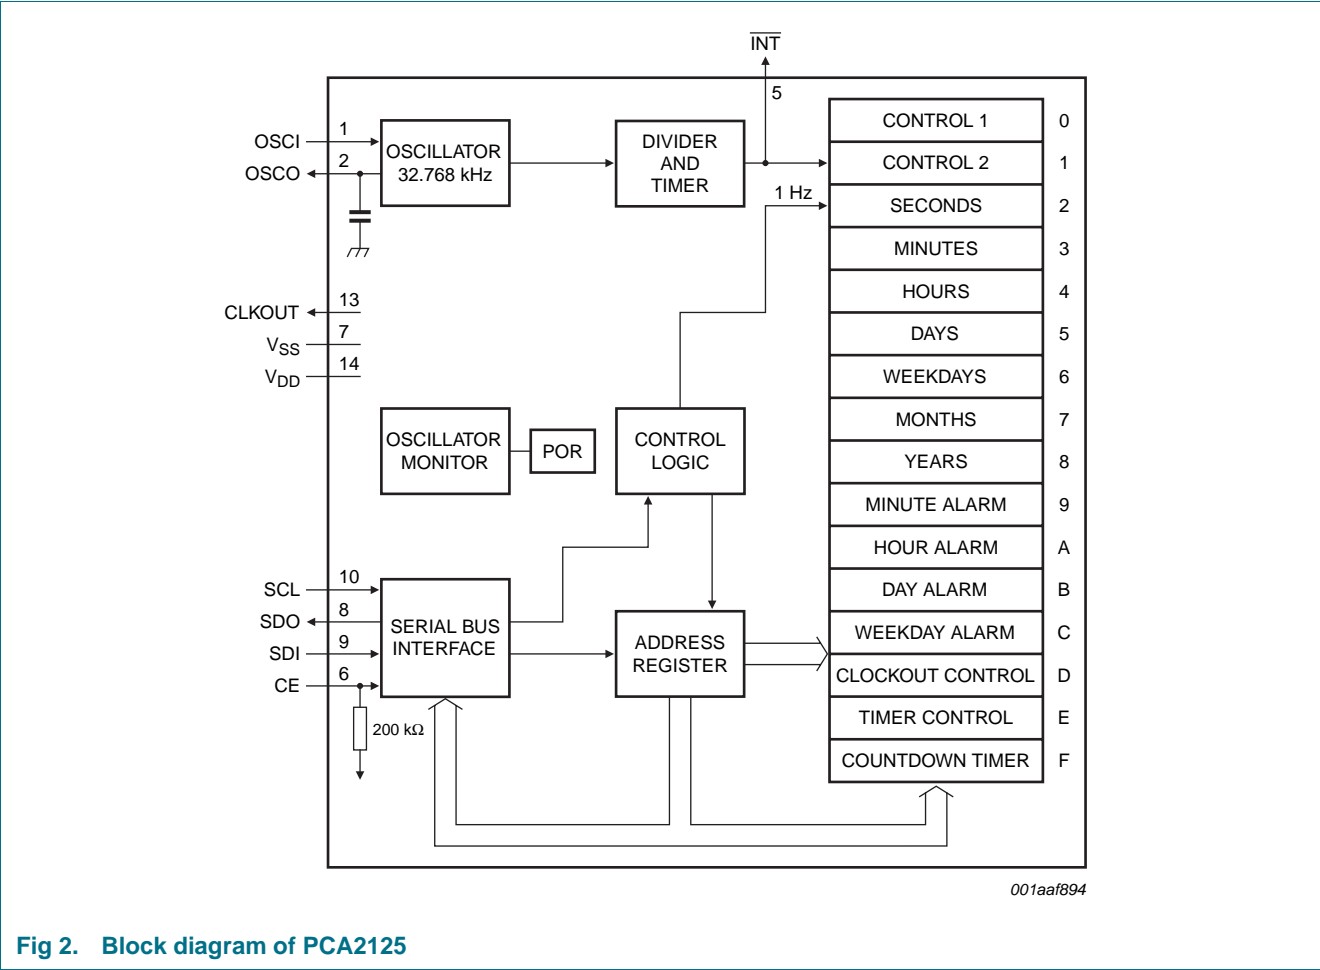 INT
5
OSCI
1
2
OSCO
OSCILLATOR
32.768 kHz
DIVIDER
AND
TIMER
1 Hz
CONTROL 1 0
CONTROL 2 1
SECONDS 2
MINUTES 3
HOURS 4
DAYS 5
WEEKDAYS 6
MONTHS 7
YEARS 8
MINUTE ALARM 9
HOUR ALARM A
DAY ALARM B
WEEKDAY ALARM C
CLOCKOUT CONTROL D
TIMER CONTROL E
COUNTDOWN TIMER F
CLKOUT 13
VSS 7
VDD 14
OSCILLATOR
MONITOR
POR
CONTROL
LOGIC
SCL 10
SDO 8
SDI 9
CE 6
SERIAL BUS
INTERFACE
ADDRESS
REGISTER
200 kΩ
001aaf894
Fig 2. Block diagram of PCA2125